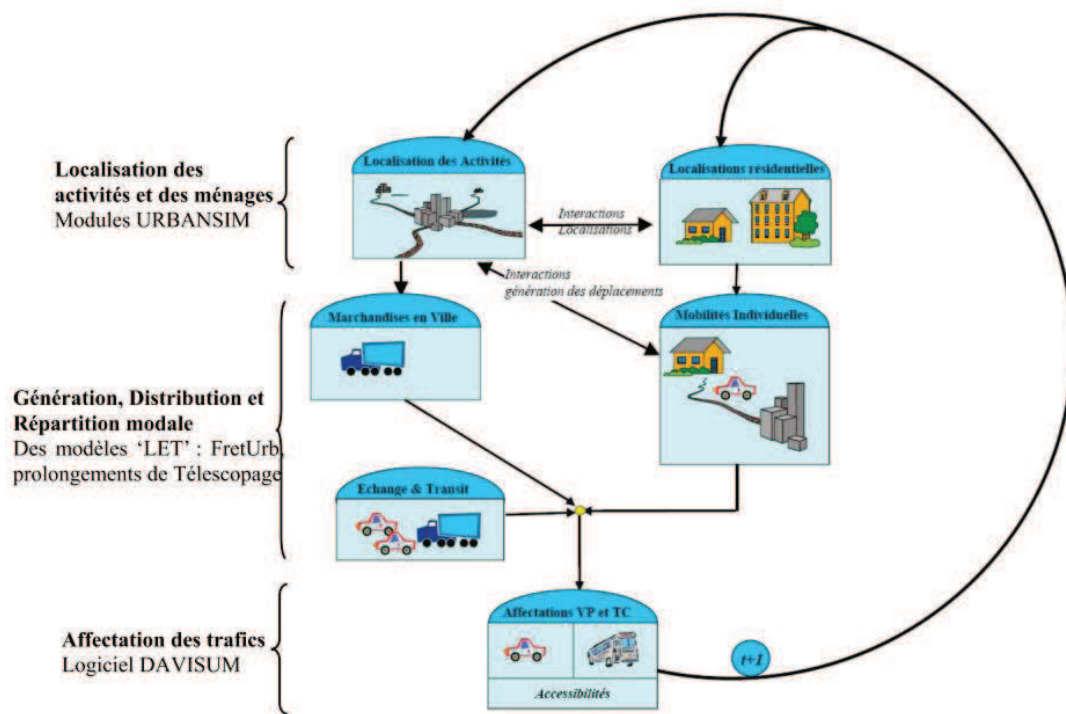 Localisation des
activités et des ménages
Modules URBANSIM
Localisation des Activités
Localisations résidentielles
Interactions
Localisations
Interactions
génération des déplacements
Marchandises en Ville
Mobilités Individuelles
Génération, Distribution et
Répartition modale
Des modèles ‘LET’ : FretUrb,
prolongements de Télescopage
Echange & Transit
Affectations VP et TC
Accessibilités
Affectation des trafics
Logiciel DAVISUM
t+1